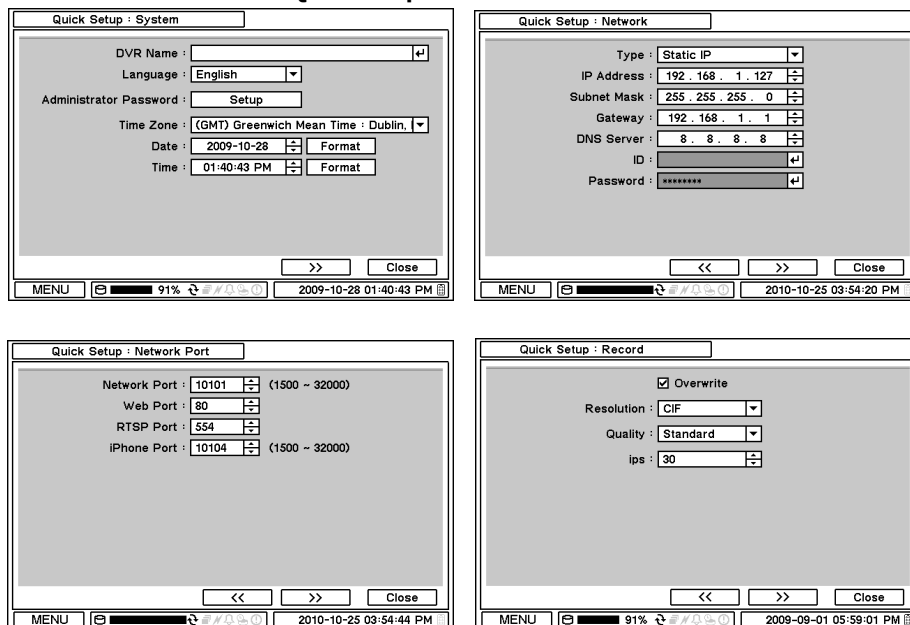 Quick Setup : System
DVR Name :
Language : English
Administrator Password : Setup
Time Zone : (GMT) Greenwich Mean Time : Dublin,
Date : 2009-10-28 Format
Time : 01:40:43 PM Format
>> Close
MENU 91% 2009-10-28 01:40:43 PM
Quick Setup : Network
Type : Static IP
IP Address : 192 . 168 . 1 . 127
Subnet Mask : 255 . 255 . 255 . 0
Gateway : 192 . 168 . 1 . 1
DNS Server : 8 . 8 . 8 . 8
ID :
Password : ********
<< >> Close
MENU 2010-10-25 03:54:20 PM
Quick Setup : Network Port
Network Port : 10101 (1500 ~ 32000)
Web Port : 80
RTSP Port : 554
iPhone Port : 10104 (1500 ~ 32000)
<< >> Close
MENU 2010-10-25 03:54:44 PM
Quick Setup : Record
Overwrite
Resolution : CIF
Quality : Standard
ips : 30
<< >> Close
MENU 91% 2009-09-01 05:59:01 PM